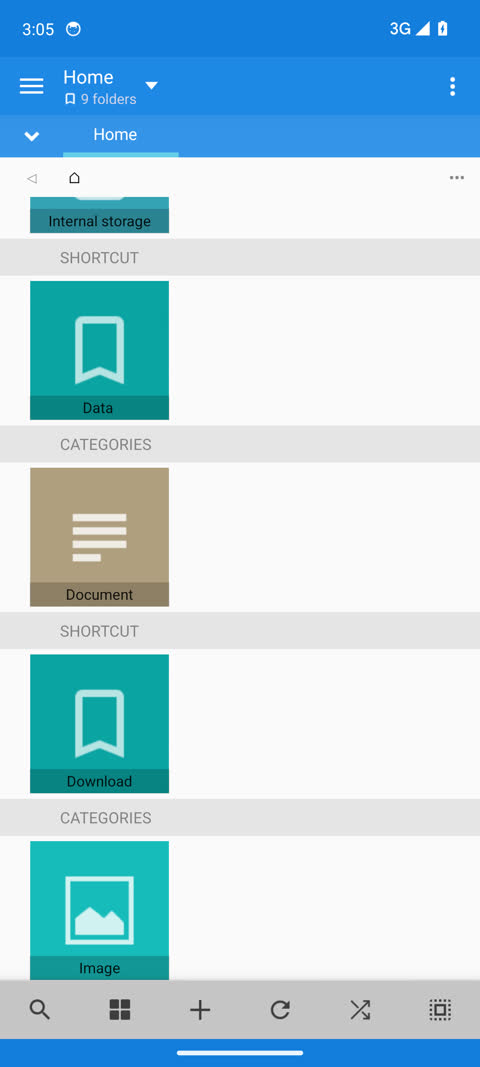 3:05
3G
Home
9 folders
Home
Internal storage
SHORTCUT
Data
CATEGORIES
Document
SHORTCUT
Download
CATEGORIES
Image